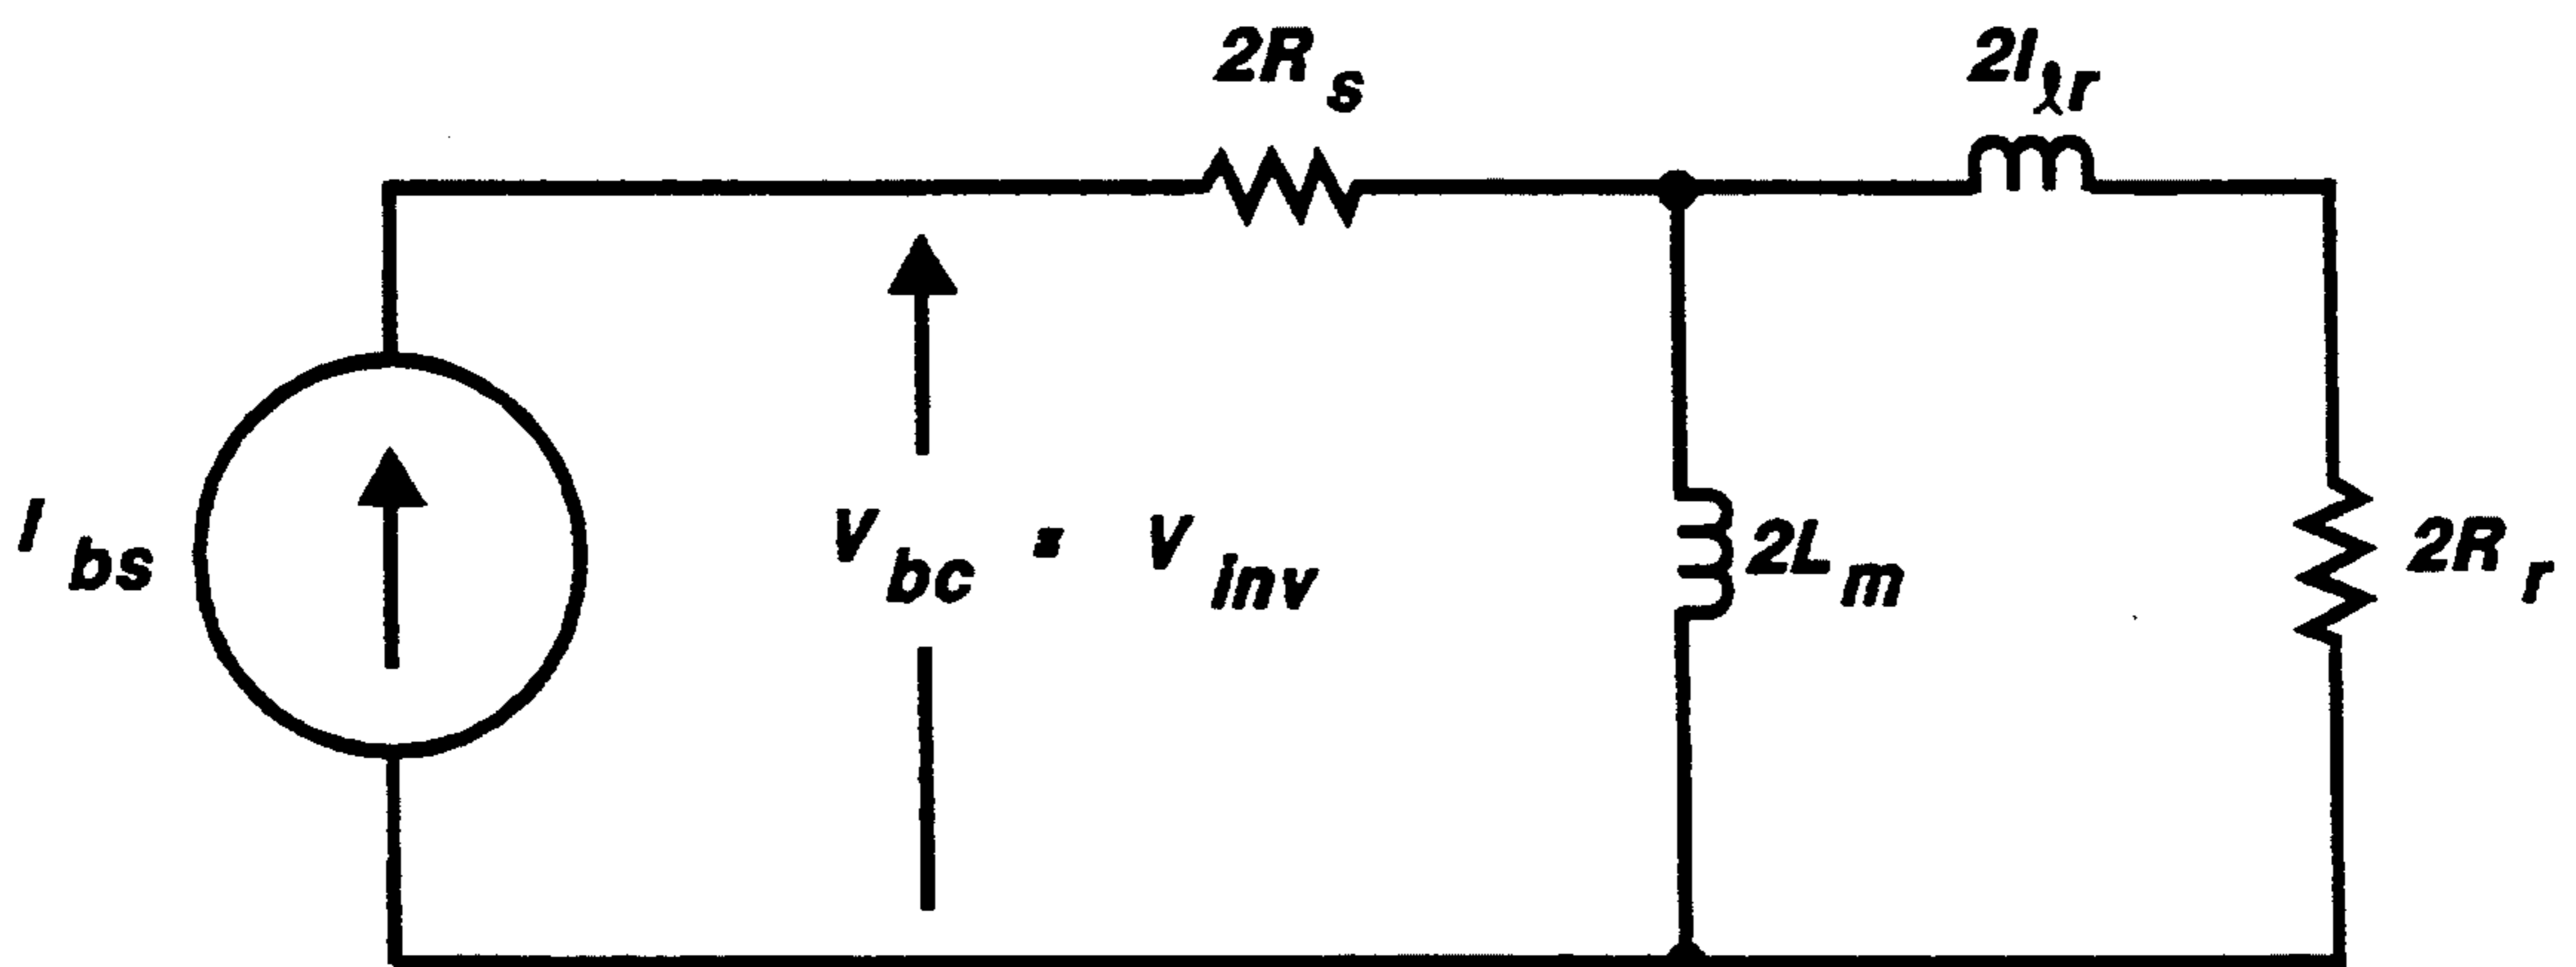 2R s
2l ℓr
I bs
V bc = V inv
2L m
2R r